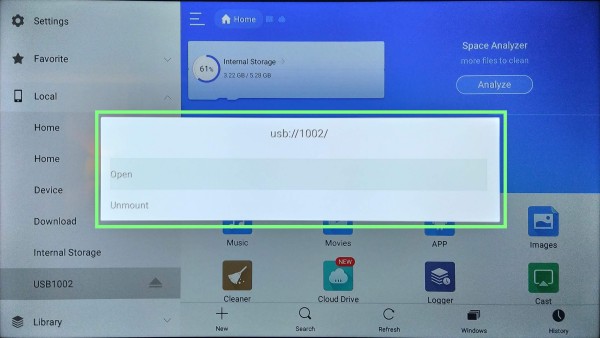 Settings
Favorite
Local
Home
Home
Device
Download
Internal Storage
USB1002
Library
Home
61%
Internal Storage
3.22 GB / 5.29 GB
Space Analyzer
more files to clean
Analyze
usb://1002/
Open
Unmount
Music
Movies
APP
Images
NEW
Cleaner
Cloud Drive
Logger
Cast
New
Search
Refresh
Windows
History